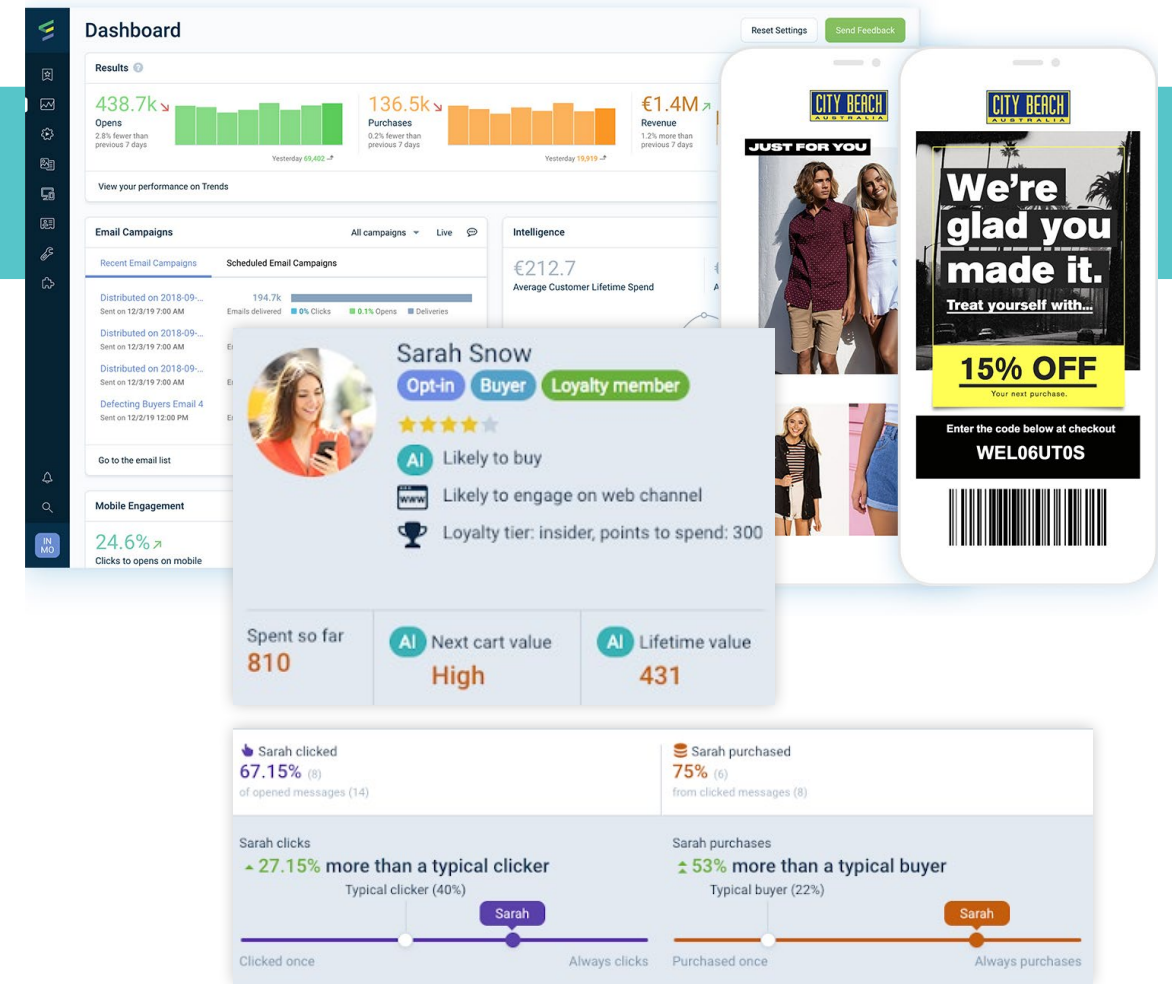 Dashboard
Reset Settings
Send Feedback
Results ?
438.7k
Opens
2.8% fewer than
previous 7 days
Yesterday 69,402
136.5k
Purchases
0.2% fewer than
previous 7 days
Yesterday 19,919
€1.4M
Revenue
1.2% more than
previous 7 days
View your performance on Trends
Email Campaigns
All campaigns
Live
Recent Email Campaigns
Scheduled Email Campaigns
Distributed on 2018-09-...
Sent on 12/3/19 7:00 AM
194.7k
Emails delivered
0% Clicks
0.1% Opens
Deliveries
Distributed on 2018-09-...
Sent on 12/3/19 7:00 AM
Distributed on 2018-09-...
Sent on 12/3/19 7:00 AM
Defecting Buyers Email 4
Sent on 12/2/19 12:00 PM
Go to the email list
Intelligence
€212.7
Average Customer Lifetime Spend
Mobile Engagement
24.6%
Clicks to opens on mobile
IN
MO
CITY BEACH
AUSTRALIA
JUST FOR YOU
CITY BEACH
AUSTRALIA
We're
glad you
made it.
Treat yourself with...
15% OFF
Your next purchase.
Enter the code below at checkout
WEL06UT0S
Sarah Snow
Opt-in
Buyer
Loyalty member
AI Likely to buy
www Likely to engage on web channel
Loyalty tier: insider, points to spend: 300
Spent so far
810
AI Next cart value
High
AI Lifetime value
431
Sarah clicked
67.15% (8)
of opened messages (14)
Sarah purchased
75% (6)
from clicked messages (8)
Sarah clicks
27.15% more than a typical clicker
Typical clicker (40%)
Sarah
Clicked once
Always clicks
Sarah purchases
53% more than a typical buyer
Typical buyer (22%)
Sarah
Purchased once
Always purchases